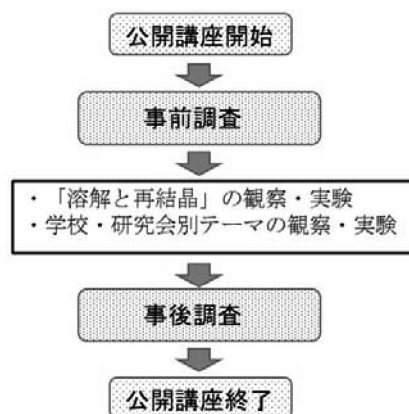 公開講座開始
事前調査
・「溶解と再結晶」の観察・実験
・学校・研究会別テーマの観察・実験
事後調査
公開講座終了